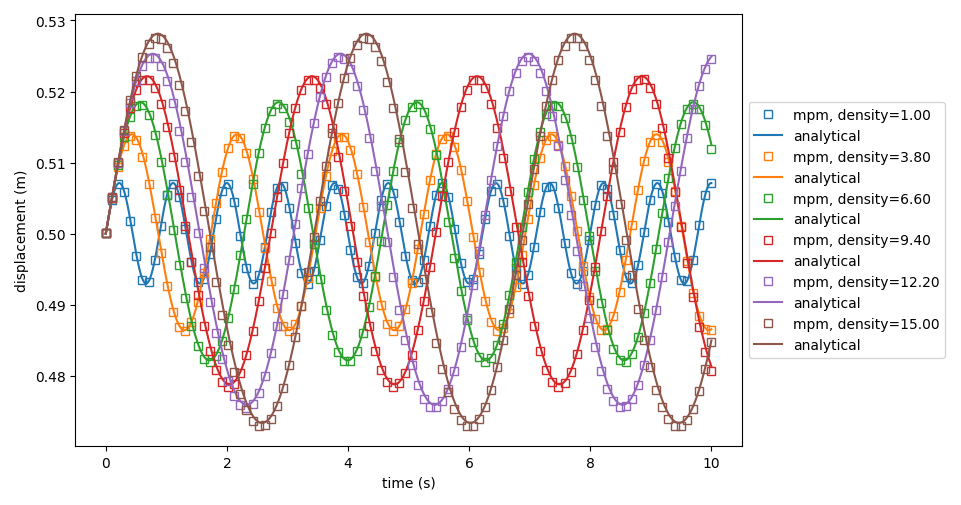 0.53
0.52
0.51
0.50
0.49
0.48
displacement (m)
0 2 4 6 8 10
time (s)
mpm, density=1.00
analytical
mpm, density=3.80
analytical
mpm, density=6.60
analytical
mpm, density=9.40
analytical
mpm, density=12.20
analytical
mpm, density=15.00
analytical